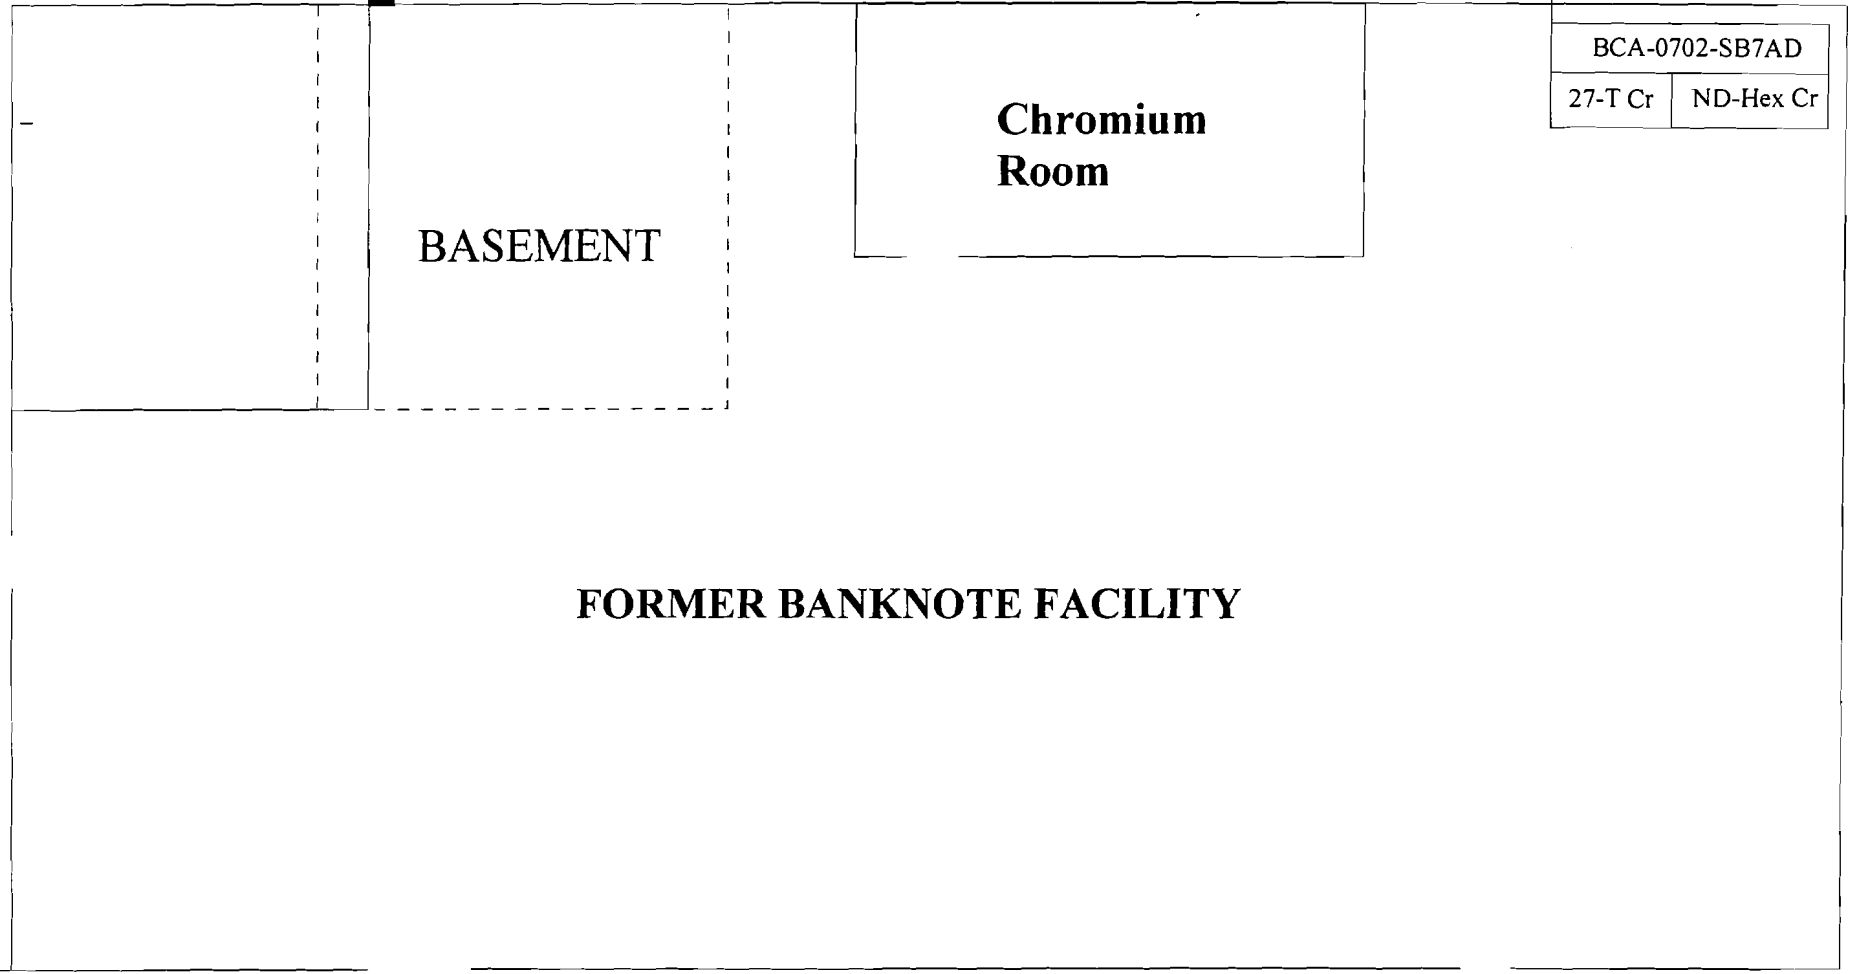 BCA-0702-SB7AD
27-T Cr ND-Hex Cr
Chromium
Room
BASEMENT
FORMER BANKNOTE FACILITY